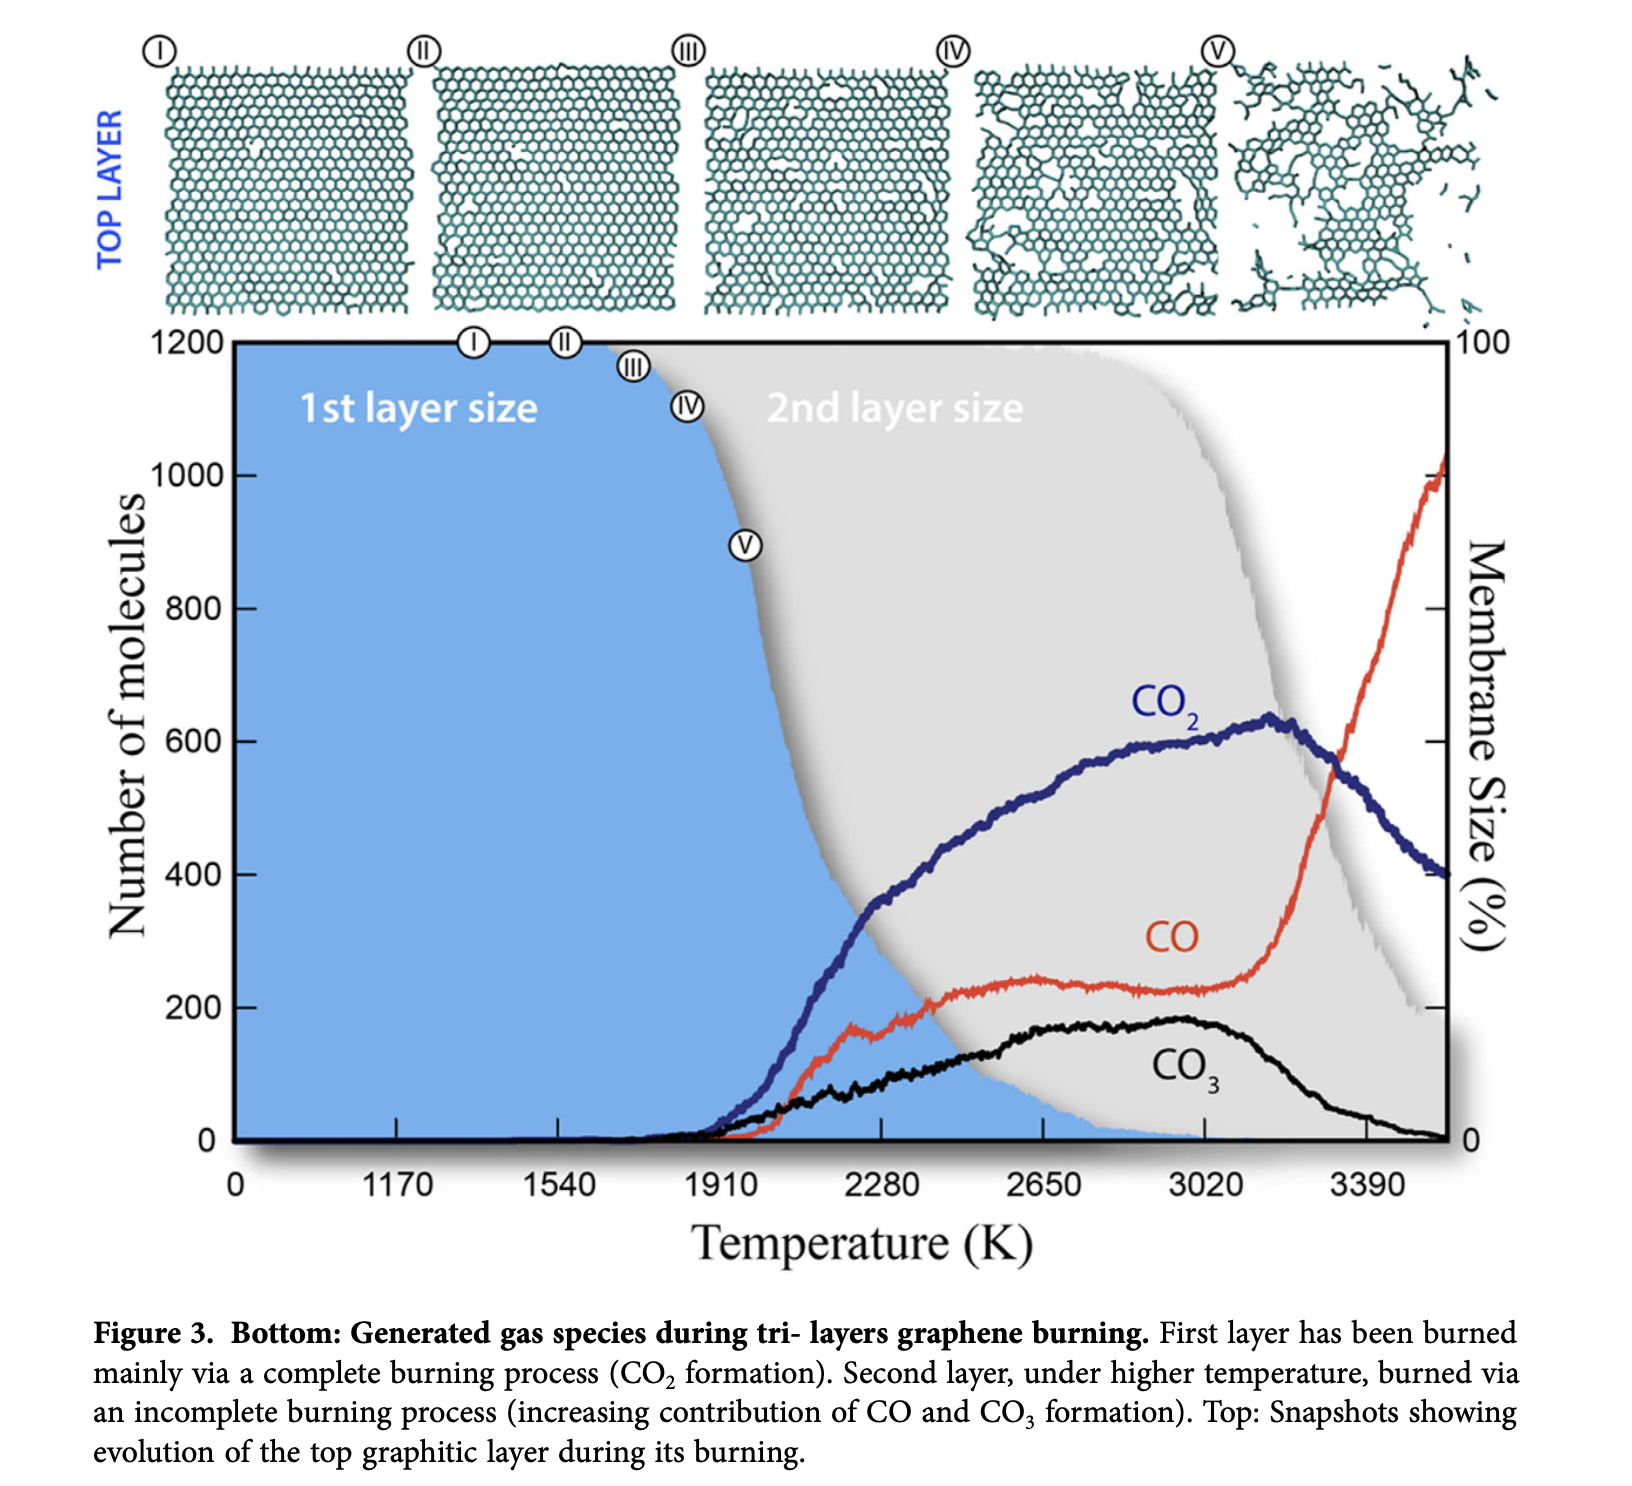 I II III IV V
TOP LAYER
1200 I II 100
III
1st layer size IV 2nd layer size
1000
V
800
CO2
600
400
CO
200
CO3
0 0
Number of molecules
Membrane Size (%)
0 1170 1540 1910 2280 2650 3020 3390
Temperature (K)
Figure 3. Bottom: Generated gas species during tri- layers graphene burning. First layer has been burned
mainly via a complete burning process (CO2 formation). Second layer, under higher temperature, burned via
an incomplete burning process (increasing contribution of CO and CO3 formation). Top: Snapshots showing
evolution of the top graphitic layer during its burning.